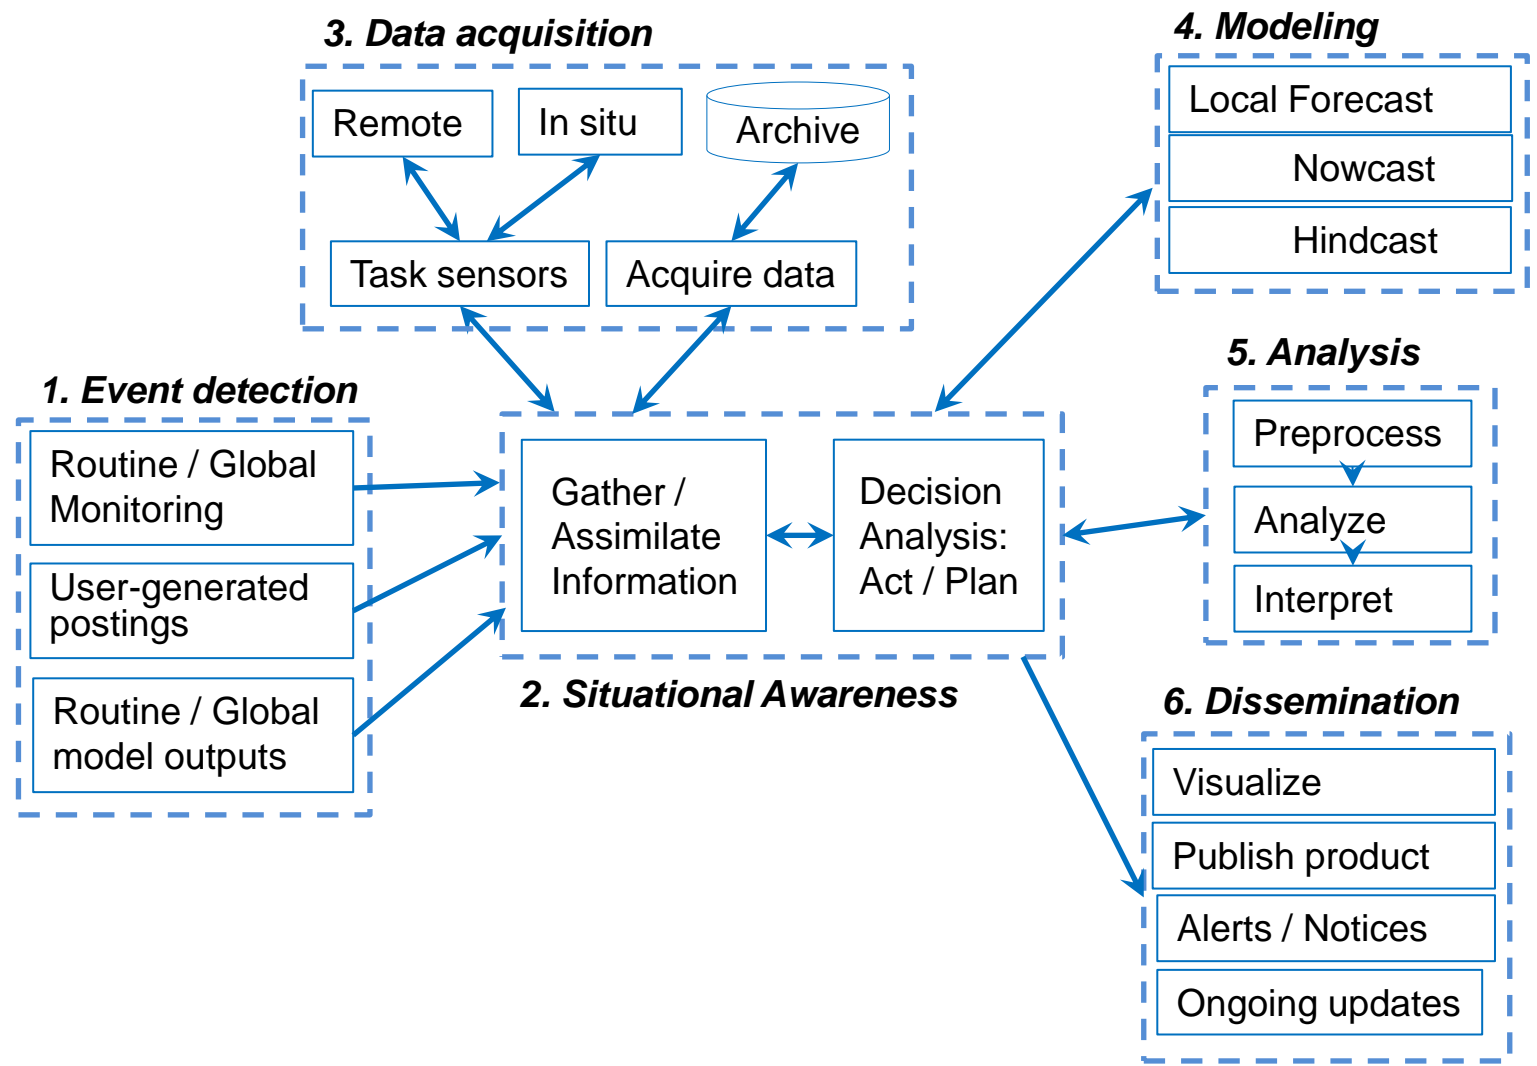 3. Data acquisition
Remote
In situ
Archive
Task sensors
Acquire data
4. Modeling
Local Forecast
Nowcast
Hindcast
1. Event detection
Routine / Global
Monitoring
User-generated
postings
Routine / Global
model outputs
Gather /
Assimilate
Information
Decision
Analysis:
Act / Plan
2. Situational Awareness
5. Analysis
Preprocess
Analyze
Interpret
6. Dissemination
Visualize
Publish product
Alerts / Notices
Ongoing updates